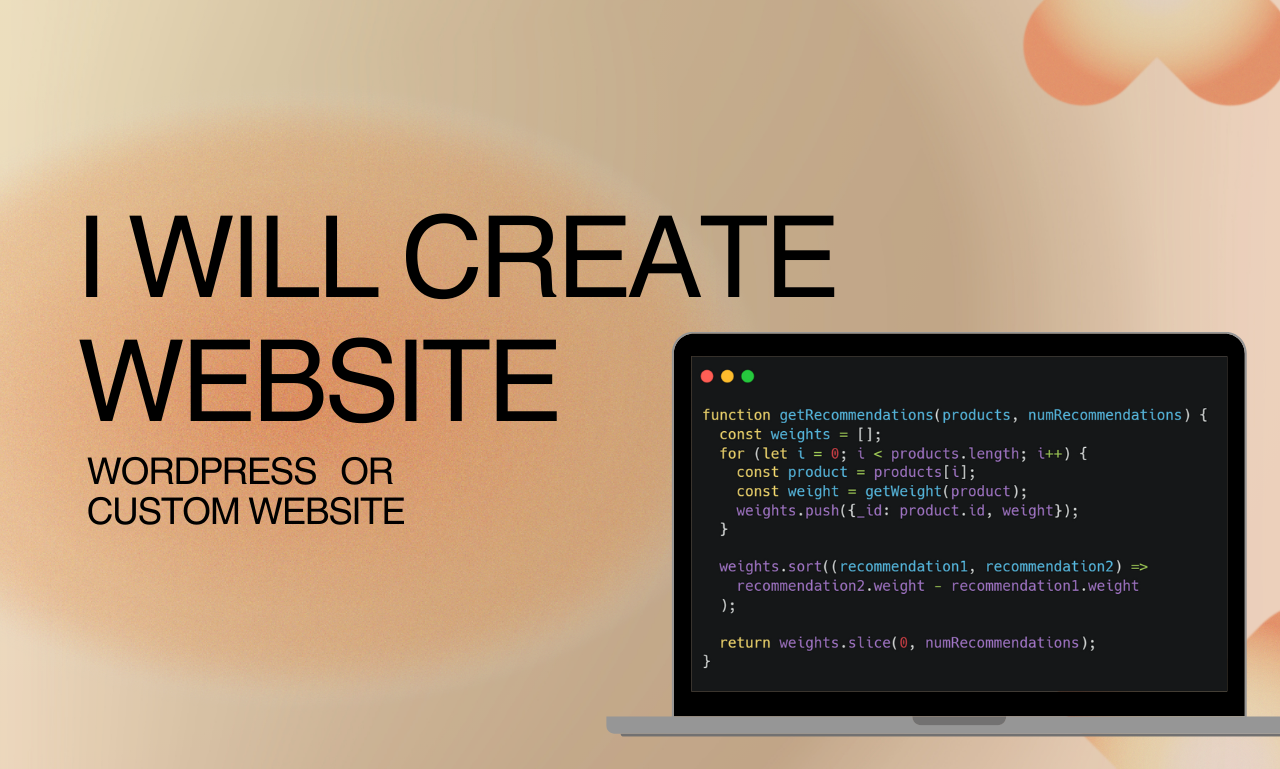 I WILL CREATE
WEBSITE
WORDPRESS OR
CUSTOM WEBSITE
function getRecommendations(products, numRecommendations) {
  const weights = [];
  for (let i = 0; i < products.length; i++) {
    const product = products[i];
    const weight = getWeight(product);
    weights.push({_id: product.id, weight});
  }
  weights.sort((recommendation1, recommendation2) =>
    recommendation2.weight - recommendation1.weight
  );
  return weights.slice(0, numRecommendations);
}